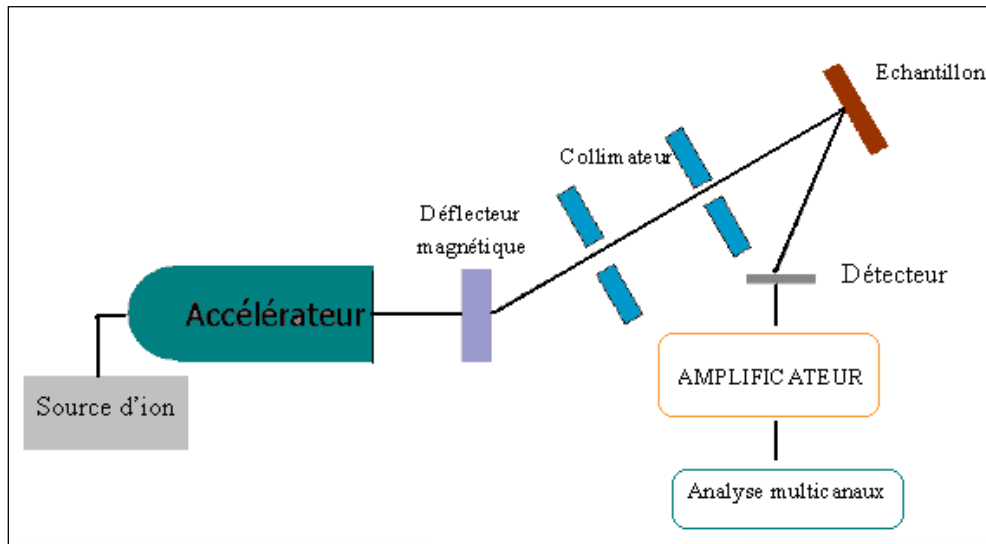 Echantillon
Collimateur
Déflecteur
magnétique
Détecteur
Accélérateur
AMPLIFICATEUR
Source d'ion
Analyse multicanaux